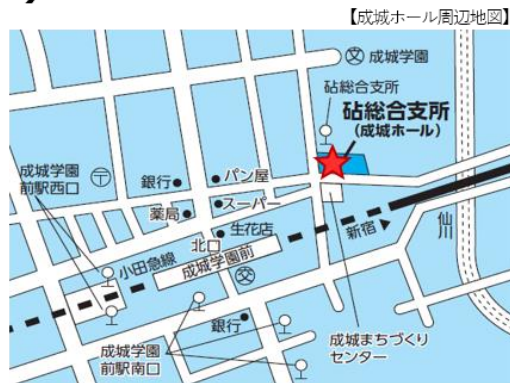 【成城ホール周辺地図】
成城学園
砧総合支所
砧総合支所
（成城ホール）
成城学園
前駅西口
銀行
パン屋
薬局
スーパー
生花店
北口
小田急線
成城学園前
新宿
仙川
銀行
成城学園
前駅南口
成城まちづくり
センター